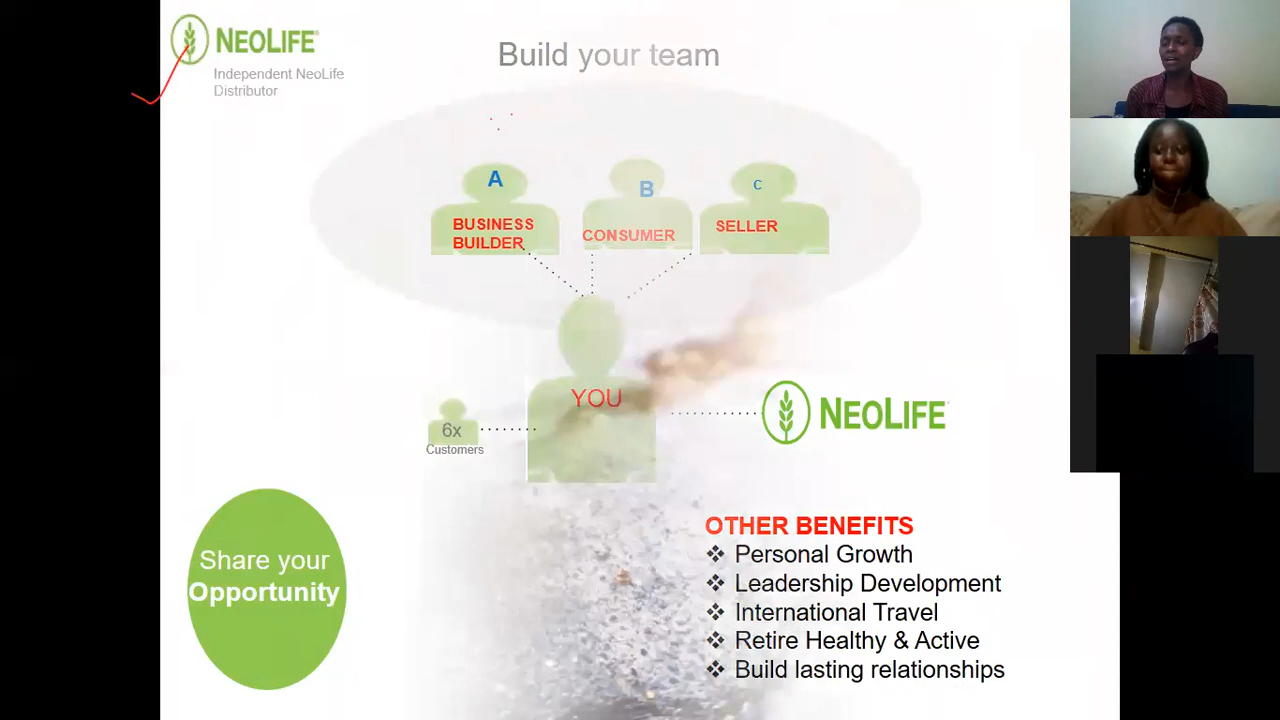 NEOLIFE
Independent NeoLife
Distributor
Build your team
A
B
C
BUSINESS
BUILDER
CONSUMER
SELLER
YOU
6x
Customers
NEOLIFE
Share your
Opportunity
OTHER BENEFITS
❖ Personal Growth
❖ Leadership Development
❖ International Travel
❖ Retire Healthy & Active
❖ Build lasting relationships